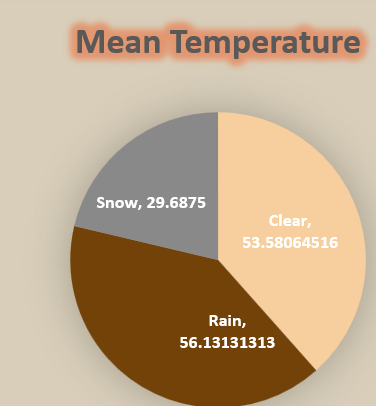 Mean Temperature
Snow, 29.6875
Clear,
53.58064516
Rain,
56.13131313